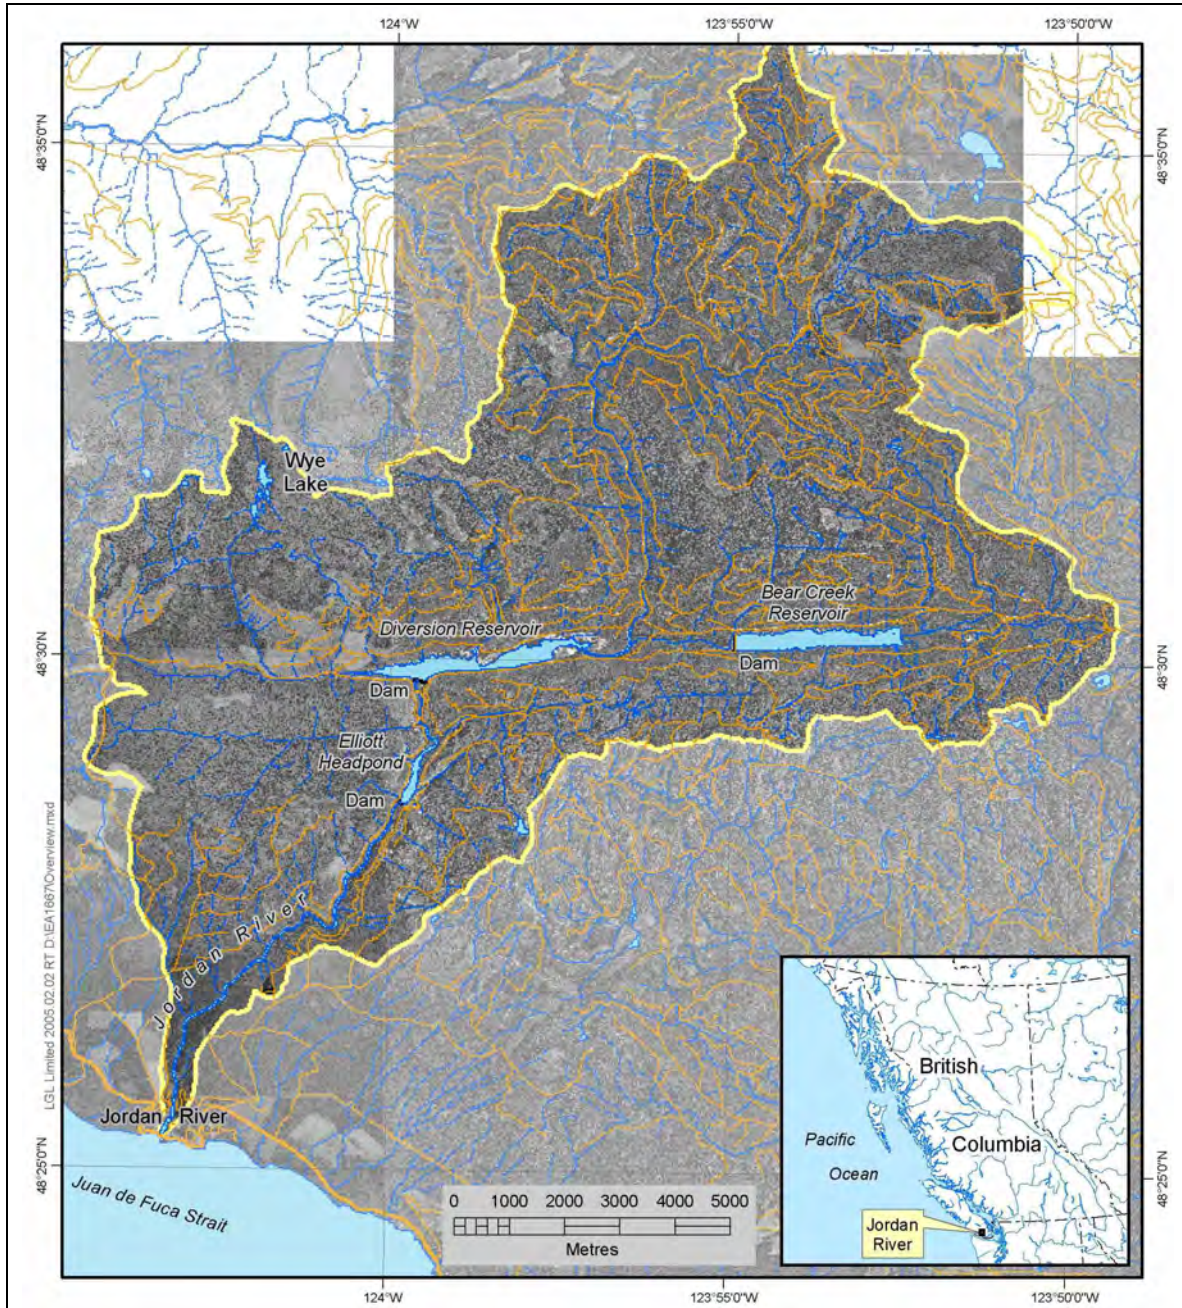 124°W
123°55'0"W
123°50'0"W
48°35'0"N
48°35'0"N
Wye
Lake
Bear Creek
Reservoir
Diversion Reservoir
48°30'N
48°30'N
Dam
Dam
Elliott
Headpond
Dam
LGL Limited 2005.02.02 RT D:\EA1667\Overview.mxd
Jordan River
British
Columbia
Pacific
Ocean
Jordan
River
Jordan River
48°25'0"N
48°25'0"N
Juan de Fuca Strait
0 1000 2000 3000 4000 5000
Metres
124°W
123°55'0"W
123°50'0"W